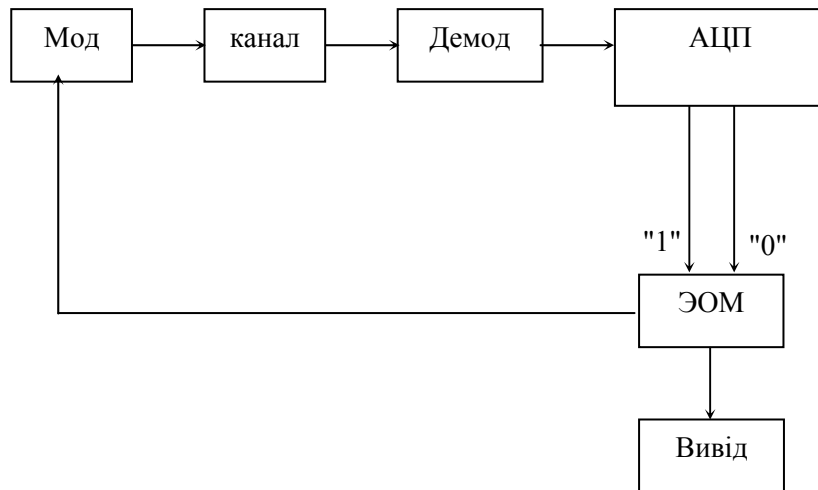 Мод
канал
Демод
АЦП
"1"
"0"
ЭОМ
Вивід